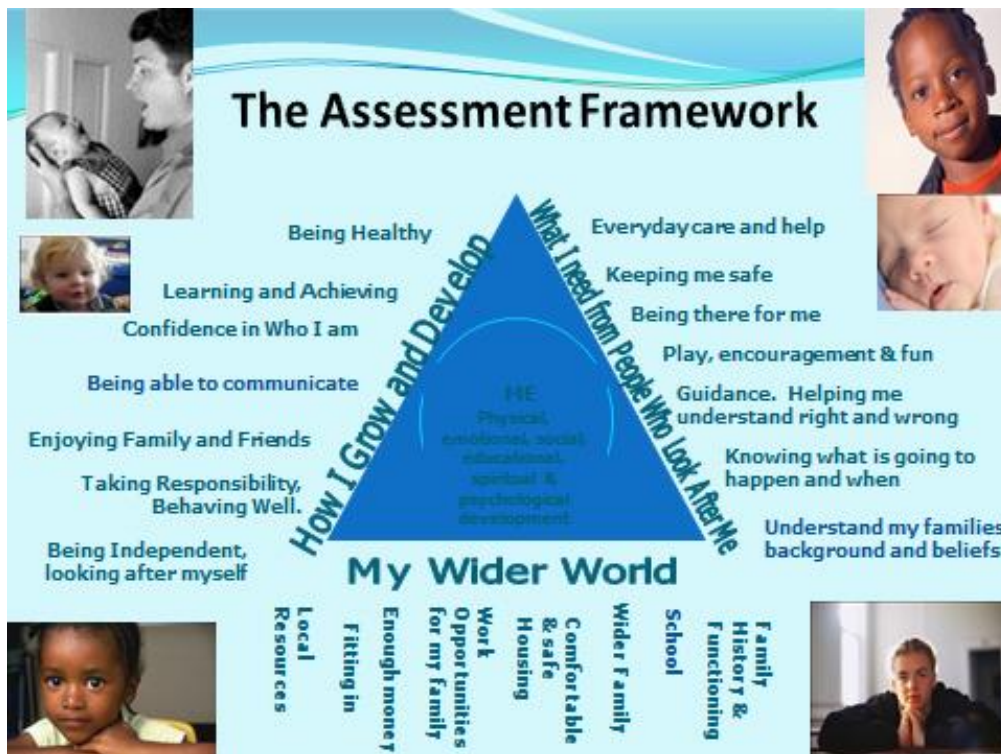 The Assessment Framework
Being Healthy
Learning and Achieving
Confidence in Who I am
Being able to communicate
Enjoying Family and Friends
Taking Responsibility,
Behaving Well.
Being Independent,
looking after myself
How I Grow and Develop
What I need from People Who Look After Me
Everyday care and help
Keeping me safe
Being there for me
Play, encouragement & fun
Guidance. Helping me
understand right and wrong
Knowing what is going to
happen and when
Understand my families
background and beliefs
ME
Physical,
emotional, social,
educational,
spiritual &
psychological
development
My Wider World
Local
Resources
Fitting in
Enough money
Work
Opportunities
for my family
Comfortable
& safe
Housing
Wider Family
School
Family
History &
Functioning